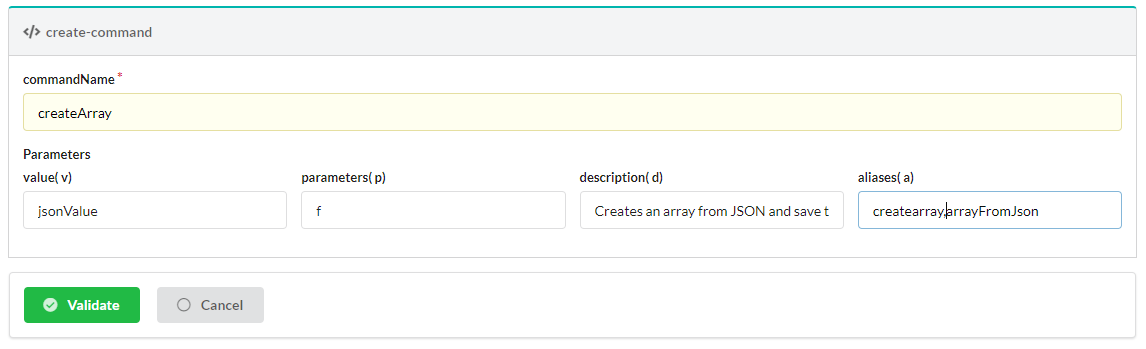 </> create-command
commandName *
createArray
Parameters
value( v) parameters( p) description( d) aliases( a)
jsonValue f Creates an array from JSON and save t createarray,arrayFromJson
Validate Cancel